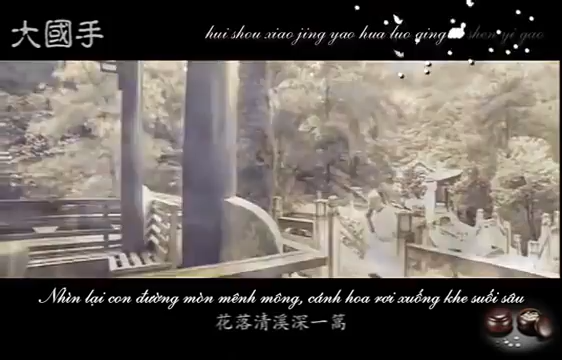 大國手
hui shou xiao jing yao hua luo qing xi shen yi gao
Nhìn lại con đường mòn mênh mông, cánh hoa rơi xuống khe suối sâu
花落清溪深一篙